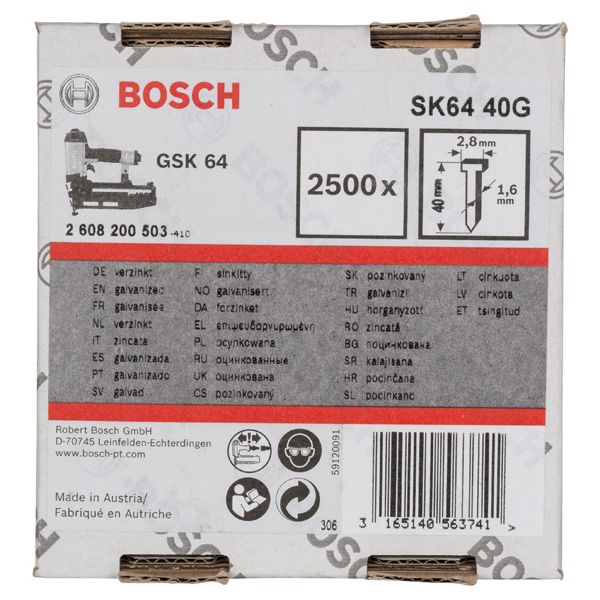 BOSCH
SK64 40G
GSK 64
2500 x
2,8 mm
40 mm
1,6 mm
2 608 200 503 -410
DE verzinkt
EN galvanized
FR galvanisée
NL verzinkt
IT zincata
ES galvanizada
PT galvanizado
SV galvad
FI sinkitty
NO galvanisert
DA forzinket
EL επιψευδαργυρωμένη
PL ocynkowana
RU оцинкованные
UK оцинкована
CS pozinkovaný
SK pozinkovaný
TR galvanizli
HU horganyzott
RO zincată
BG поцинкована
SR kalajisana
HR pocinčana
SL pocinkano
LT cinkuota
LV cinkota
ET tsingitud
Robert Bosch GmbH
D-70745 Leinfelden-Echterdingen
www.bosch-pt.com
Made in Austria/
Fabriqué en Autriche
59120091
306
3 165140 563741 >